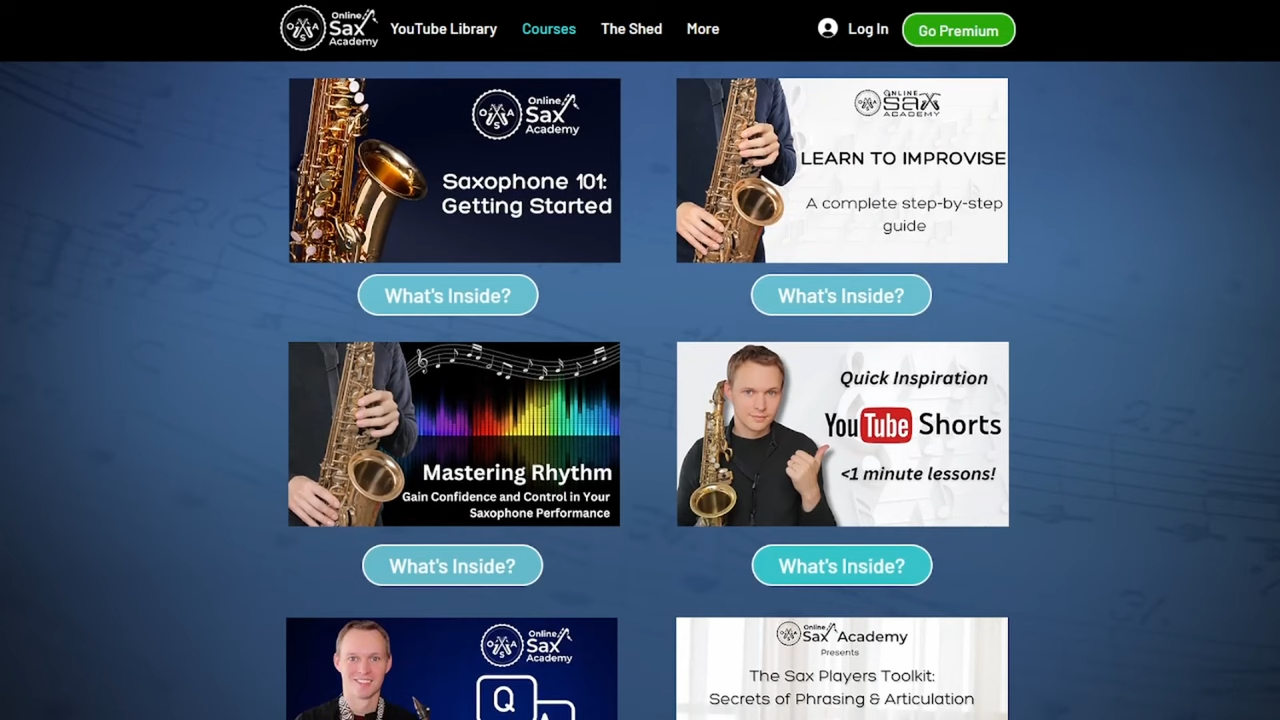 Online
Sax
Academy
O S A
YouTube Library
Courses
The Shed
More
Log In
Go Premium
Online
Sax
Academy
O S A
Saxophone 101:
Getting Started
ONLINE
SAX
ACADEMY
O S A
LEARN TO IMPROVISE
A complete step-by-step
guide
What's Inside?
What's Inside?
Mastering Rhythm
Gain Confidence and Control in Your
Saxophone Performance
Quick Inspiration
YouTube Shorts
<1 minute lessons!
What's Inside?
What's Inside?
Online
Sax
Academy
O S A
Q
A
Online
Sax Academy
Presents
The Sax Players Toolkit:
Secrets of Phrasing & Articulation